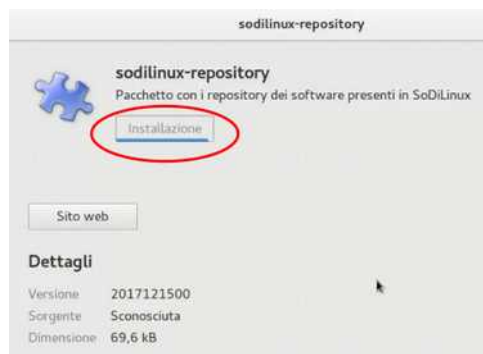 sodilinux-repository
sodilinux-repository
Pacchetto con i repository dei software presenti in SoDiLinux
Installazione
Sito web
Dettagli
Versione 2017121500
Sorgente Sconosciuta
Dimensione 69,6 kB